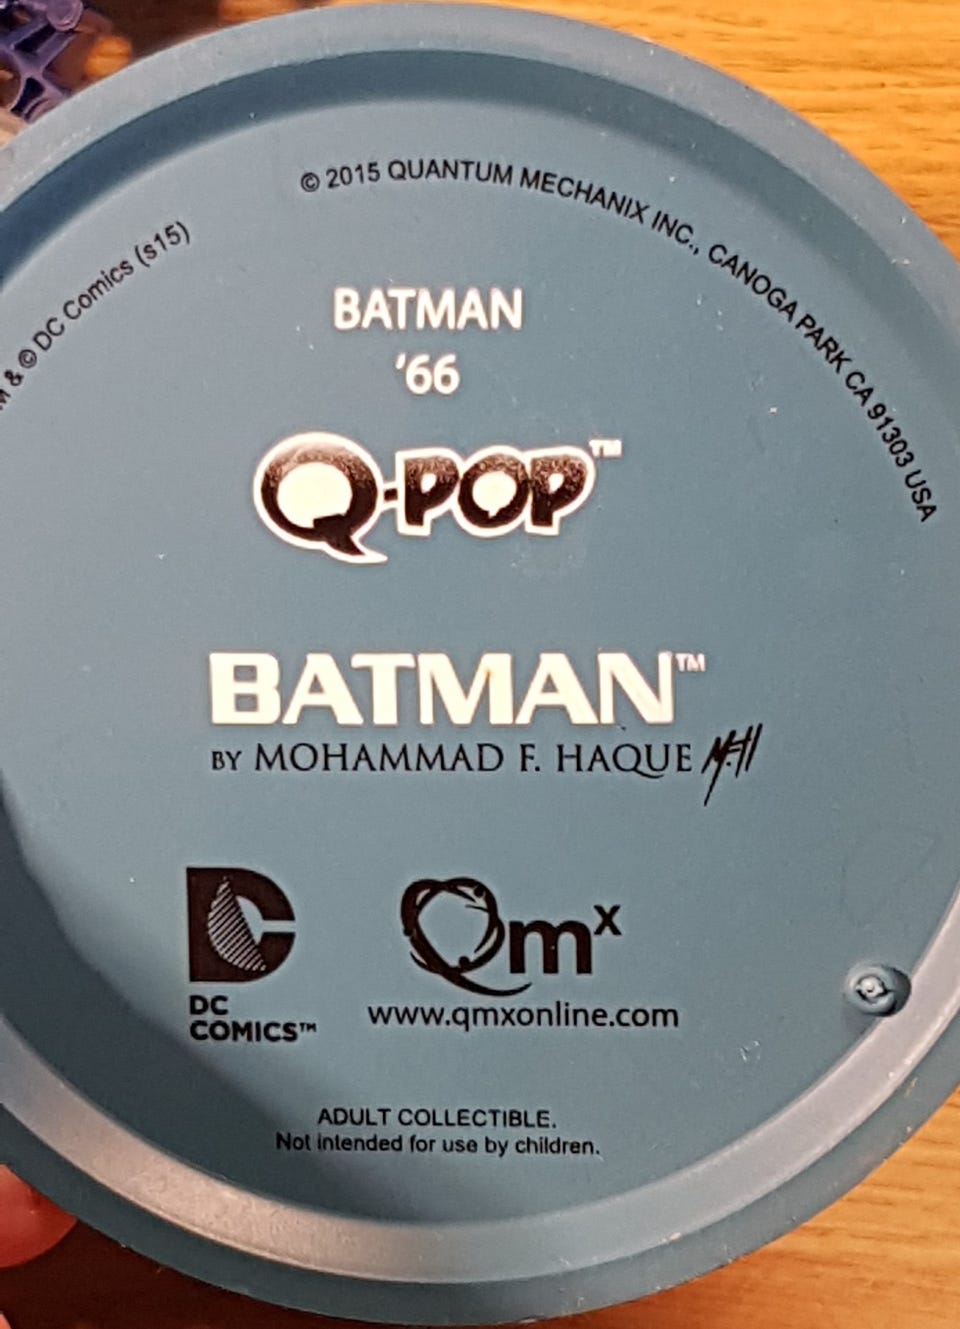 © 2015 QUANTUM MECHANIX INC., CANOGA PARK CA 91303 USA
& © DC Comics (s15)
BATMAN
'66
Q-POP™
BATMAN™
BY MOHAMMAD F. HAQUE
DC
COMICS™
Qmx
www.qmxonline.com
ADULT COLLECTIBLE.
Not intended for use by children.